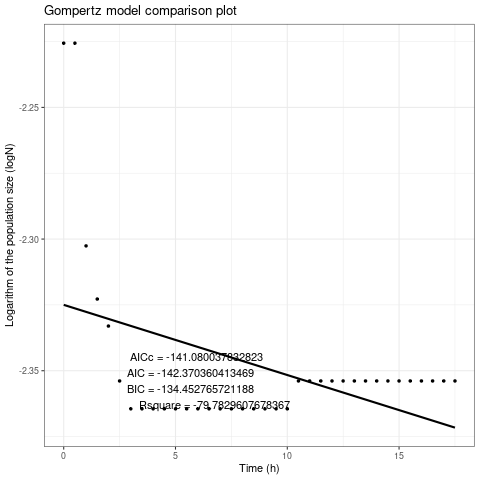 Gompertz model comparison plot
Logarithm of the population size (logN)
-2.25
-2.30
-2.35
AICc = -141.080037832823
AIC = -142.370360413469
BIC = -134.452765721188
Rsquare = -79.7829607678367
0 5 10 15
Time (h)